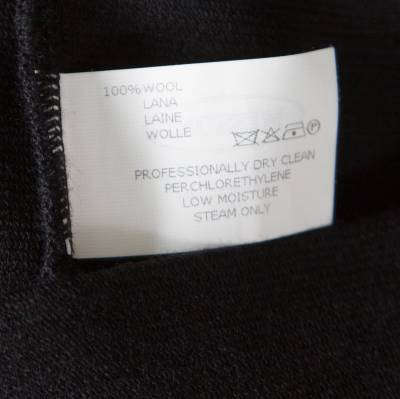 100%WOOL
LANA
LAINE
WOLLE
P
PROFESSIONALLY DRY CLEAN
PERCHLORETHYLENE
LOW MOISTURE
STEAM ONLY